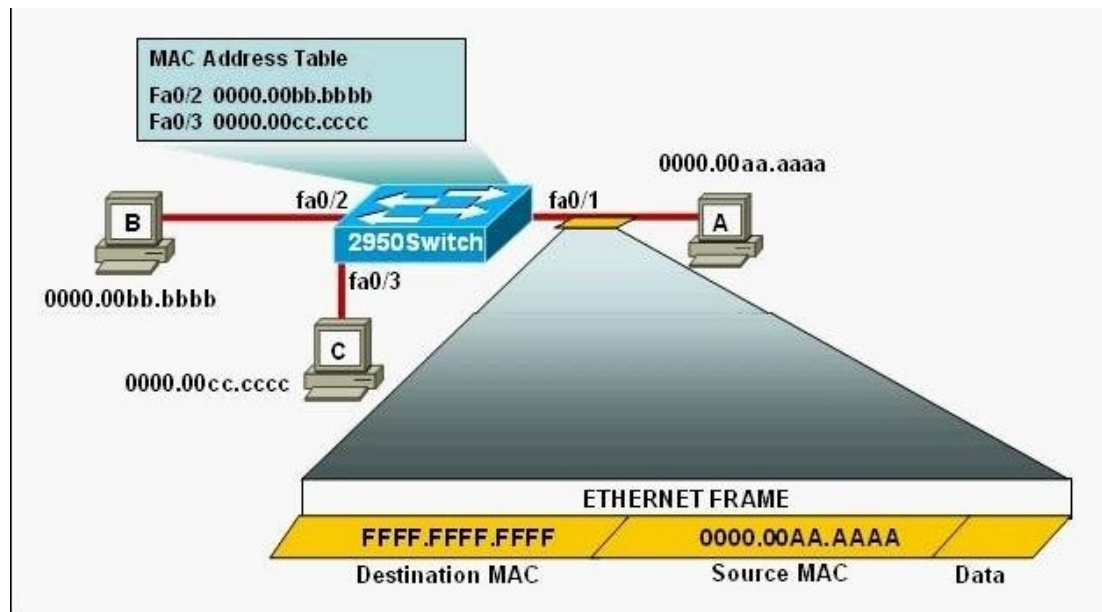 MAC Address Table
Fa0/2 0000.00bb.bbbb
Fa0/3 0000.00cc.cccc
0000.00aa.aaaa
fa0/2
fa0/1
B
A
2950Switch
fa0/3
0000.00bb.bbbb
C
0000.00cc.cccc
ETHERNET FRAME
FFFF.FFFF.FFFF 0000.00AA.AAAA
Destination MAC Source MAC Data